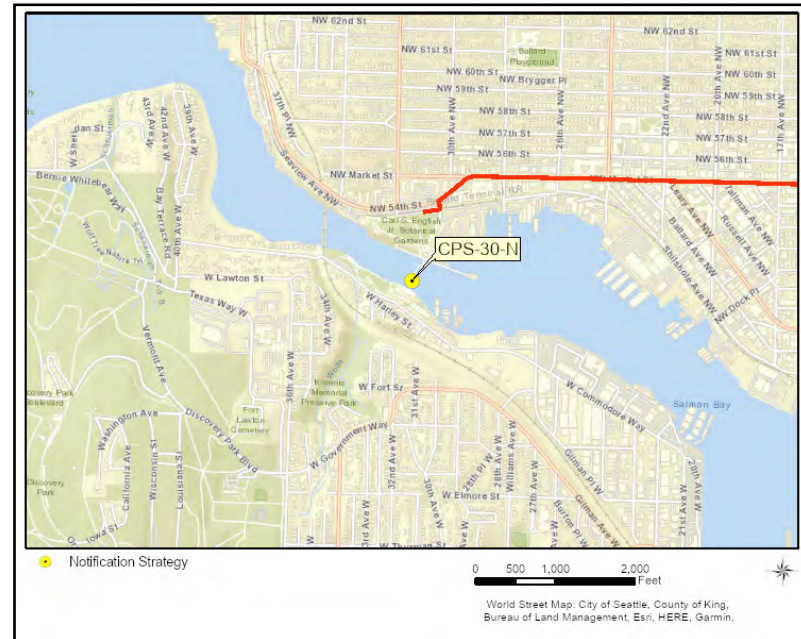 NW 62nd St
NW 62nd St
NW 61st St
Ballard
Playground
NW 61st St
NW 60th St
NW Brygger Pl
NW 59th St
NW 58th St
NW 58th St
NW 57th St
NW 57th St
NW 56th St
NW 56th St
37th Pl NW
30th Ave NW
26th Ave NW
22nd Ave NW
20th Ave NW
17th Ave NW
43rd Ave W
42nd Ave W
39th Ave W
Bay Terrace Rd
40th Ave W
Bernie Whitebear Way
Seaview Ave NW
NW Market St
NW 54th St
Terminal RR
Carl S. English
Jr. Botanical
Gardens
Leary Ave NW
Tallman Ave NW
Russell Ave NW
Ballard Ave NW
Shilshole Ave NW
NW Dock Pl
CPS-30-N
W Lawton St
Texas Way W
W Harley St
34th Ave W
36th Ave W
Vermont Ave
Kiwanis
Memorial
Preserve Park
W Fort St
31st Ave W
W Commodore Way
Salmon Bay
Discovery Park
Boulevard
Washington Ave
California Ave
Wisconsin St
Louisiana St
Discovery Park Blvd
Fort
Lawton
Cemetery
W Government Way
32nd Ave W
30th Ave W
28th Pl W
28th Ave W
Williams Ave W
27th Ave W
Gilman Pl W
Gilman Ave W
21st Ave W
20th Ave W
W Elmore St
Burton Pl W
Discovery
Park
W Thurman St
Notification Strategy
0 500 1,000 2,000
Feet
World Street Map: City of Seattle, County of King,
Bureau of Land Management, Esri, HERE, Garmin,